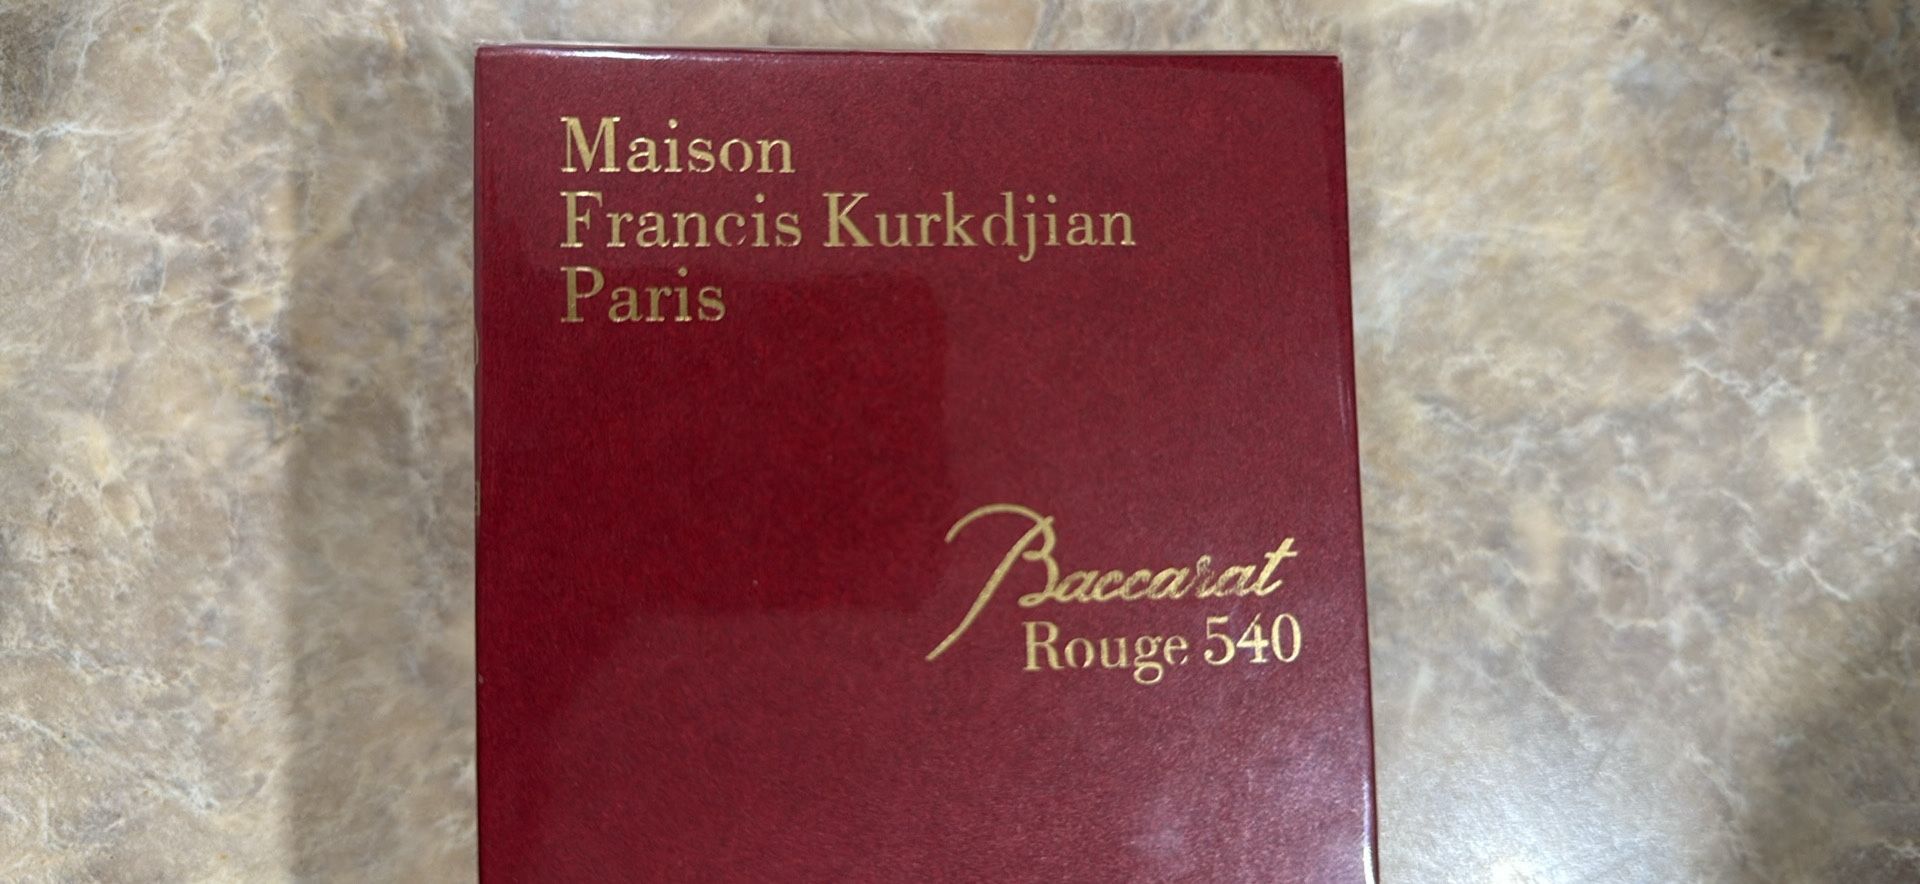 Maison
Francis Kurkdjian
Paris
Baccarat
Rouge 540